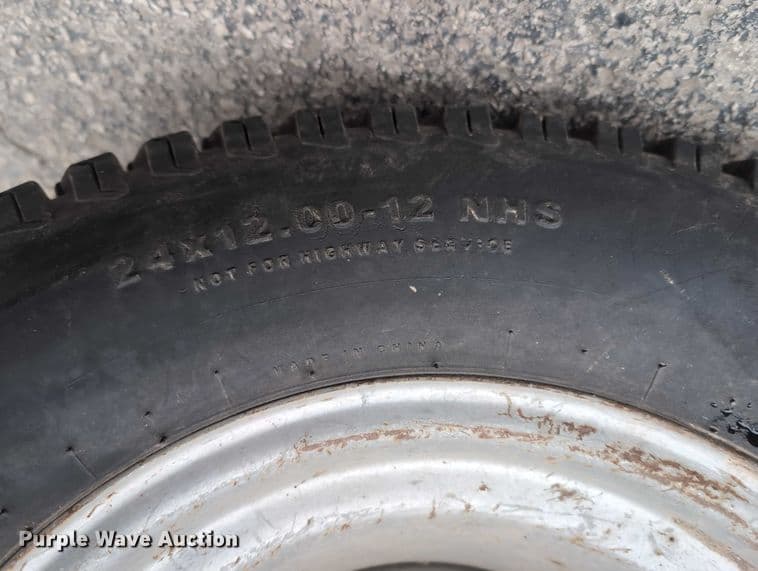 24X12.00-12 NHS
NOT FOR HIGHWAY SERVICE
MADE IN CHINA
Purple Wave Auction